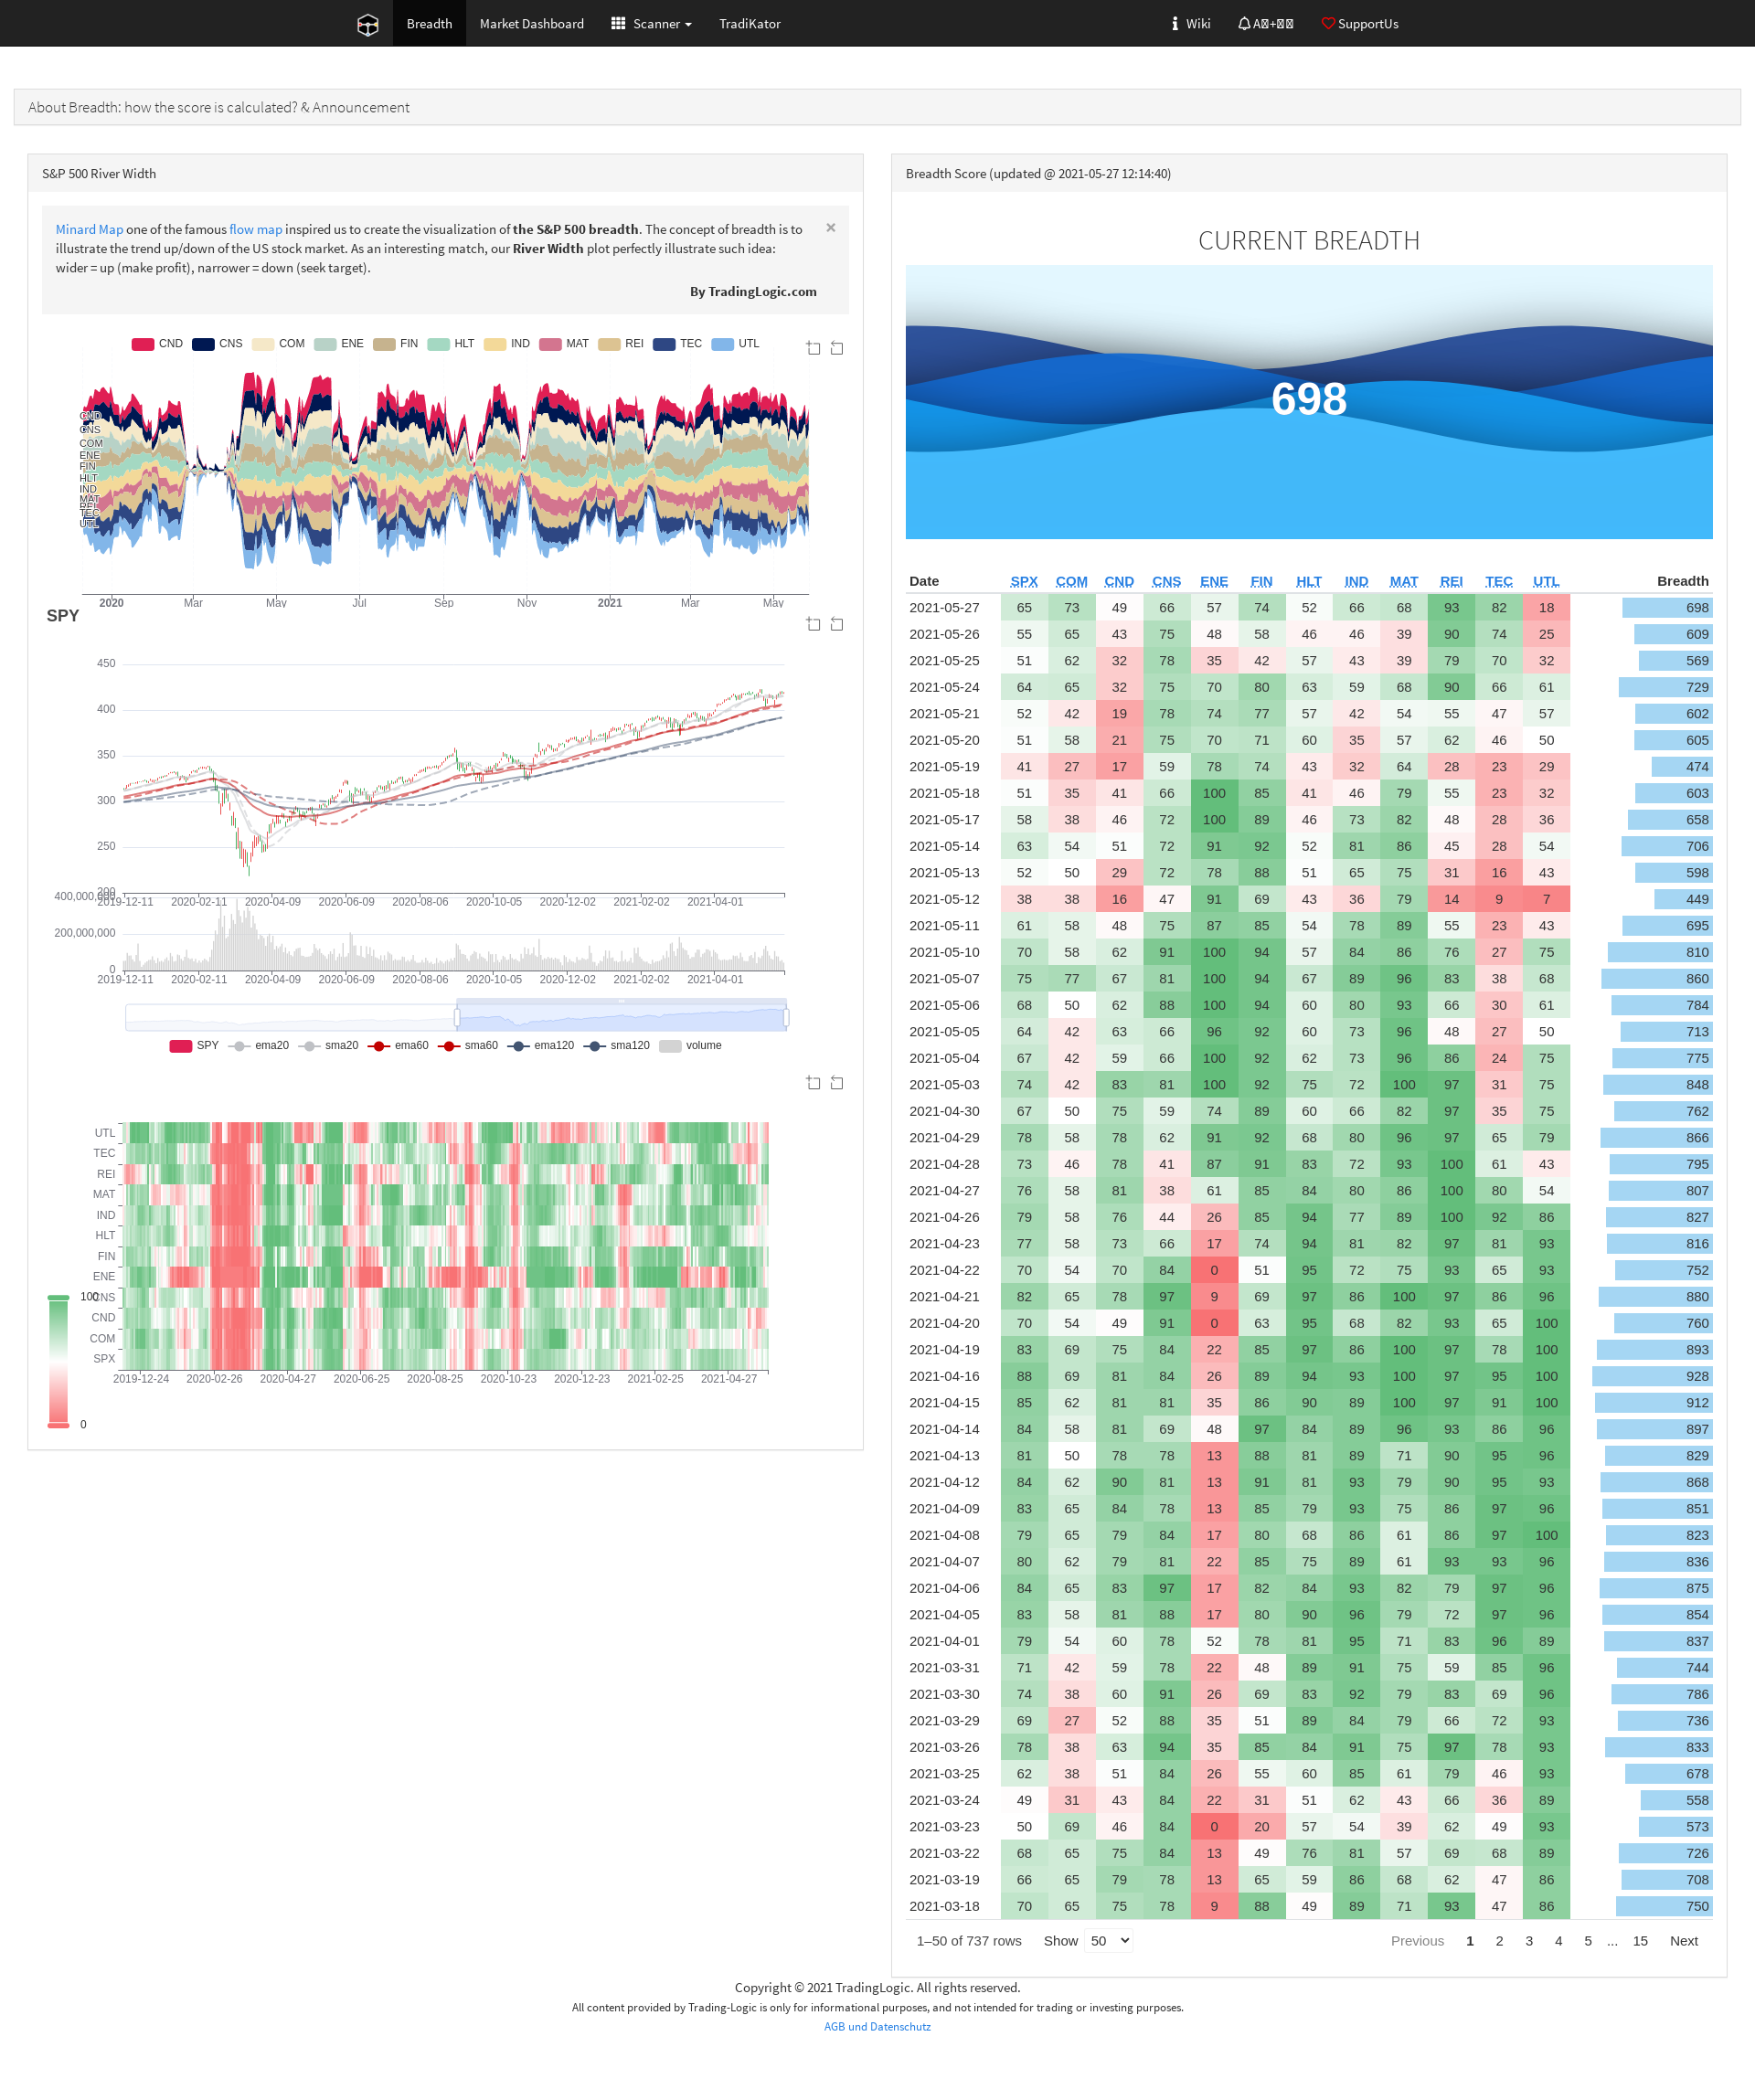 Breadth Market Dashboard Scanner TradiKator Wiki SupportUs
About Breadth: how the score is calculated? & Announcement
S&P 500 River Width
Minard Map one of the famous flow map inspired us to create the visualization of the S&P 500 breadth. The concept of breadth is to
illustrate the trend up/down of the US stock market. As an interesting match, our River Width plot perfectly illustrate such idea:
wider = up (make profit), narrower = down (seek target).
×
By TradingLogic.com
CND CNS COM ENE FIN HLT IND MAT REI TEC UTL
CND
CNS
COM
ENE
FIN
HLT
IND
MAT
REI
TEC
UTL
2020 Mar May Jul Sep Nov 2021 Mar May
SPY
450
400
350
300
250
200
2019-12-11 2020-02-11 2020-04-09 2020-06-09 2020-08-06 2020-10-05 2020-12-02 2021-02-02 2021-04-01
400,000,000
200,000,000
0
2019-12-11 2020-02-11 2020-04-09 2020-06-09 2020-08-06 2020-10-05 2020-12-02 2021-02-02 2021-04-01
SPY ema20 sma20 ema60 sma60 ema120 sma120 volume
UTL
TEC
REI
MAT
IND
HLT
FIN
ENE
CNS
CND
COM
SPX
100
0
2019-12-24 2020-02-26 2020-04-27 2020-06-25 2020-08-25 2020-10-23 2020-12-23 2021-02-25 2021-04-27
Breadth Score (updated @ 2021-05-27 12:14:40)
CURRENT BREADTH
698
Date SPX COM CND CNS ENE FIN HLT IND MAT REI TEC UTL Breadth
2021-05-27 65 73 49 66 57 74 52 66 68 93 82 18 698
2021-05-26 55 65 43 75 48 58 46 46 39 90 74 25 609
2021-05-25 51 62 32 78 35 42 57 43 39 79 70 32 569
2021-05-24 64 65 32 75 70 80 63 59 68 90 66 61 729
2021-05-21 52 42 19 78 74 77 57 42 54 55 47 57 602
2021-05-20 51 58 21 75 70 71 60 35 57 62 46 50 605
2021-05-19 41 27 17 59 78 74 43 32 64 28 23 29 474
2021-05-18 51 35 41 66 100 85 41 46 79 55 23 32 603
2021-05-17 58 38 46 72 100 89 46 73 82 48 28 36 658
2021-05-14 63 54 51 72 91 92 52 81 86 45 28 54 706
2021-05-13 52 50 29 72 78 88 51 65 75 31 16 43 598
2021-05-12 38 38 16 47 91 69 43 36 79 14 9 7 449
2021-05-11 61 58 48 75 87 85 54 78 89 55 23 43 695
2021-05-10 70 58 62 91 100 94 57 84 86 76 27 75 810
2021-05-07 75 77 67 81 100 94 67 89 96 83 38 68 860
2021-05-06 68 50 62 88 100 94 60 80 93 66 30 61 784
2021-05-05 64 42 63 66 96 92 60 73 96 48 27 50 713
2021-05-04 67 42 59 66 100 92 62 73 96 86 24 75 775
2021-05-03 74 42 83 81 100 92 75 72 100 97 31 75 848
2021-04-30 67 50 75 59 74 89 60 66 82 97 35 75 762
2021-04-29 78 58 78 62 91 92 68 80 96 97 65 79 866
2021-04-28 73 46 78 41 87 91 83 72 93 100 61 43 795
2021-04-27 76 58 81 38 61 85 84 80 86 100 80 54 807
2021-04-26 79 58 76 44 26 85 94 77 89 100 92 86 827
2021-04-23 77 58 73 66 17 74 94 81 82 97 81 93 816
2021-04-22 70 54 70 84 0 51 95 72 75 93 65 93 752
2021-04-21 82 65 78 97 9 69 97 86 100 97 86 96 880
2021-04-20 70 54 49 91 0 63 95 68 82 93 65 100 760
2021-04-19 83 69 75 84 22 85 97 86 100 97 78 100 893
2021-04-16 88 69 81 84 26 89 94 93 100 97 95 100 928
2021-04-15 85 62 81 81 35 86 90 89 100 97 91 100 912
2021-04-14 84 58 81 69 48 97 84 89 96 93 86 96 897
2021-04-13 81 50 78 78 13 88 81 89 71 90 95 96 829
2021-04-12 84 62 90 81 13 91 81 93 79 90 95 93 868
2021-04-09 83 65 84 78 13 85 79 93 75 86 97 96 851
2021-04-08 79 65 79 84 17 80 68 86 61 86 97 100 823
2021-04-07 80 62 79 81 22 85 75 89 61 93 93 96 836
2021-04-06 84 65 83 97 17 82 84 93 82 79 97 96 875
2021-04-05 83 58 81 88 17 80 90 96 79 72 97 96 854
2021-04-01 79 54 60 78 52 78 81 95 71 83 96 89 837
2021-03-31 71 42 59 78 22 48 89 91 75 59 85 96 744
2021-03-30 74 38 60 91 26 69 83 92 79 83 69 96 786
2021-03-29 69 27 52 88 35 51 89 84 79 66 72 93 736
2021-03-26 78 38 63 94 35 85 84 91 75 97 78 93 833
2021-03-25 62 38 51 84 26 55 60 85 61 79 46 93 678
2021-03-24 49 31 43 84 22 31 51 62 43 66 36 89 558
2021-03-23 50 69 46 84 0 20 57 54 39 62 49 93 573
2021-03-22 68 65 75 84 13 49 76 81 57 69 68 89 726
2021-03-19 66 65 79 78 13 65 59 86 68 62 47 86 708
2021-03-18 70 65 75 78 9 88 49 89 71 93 47 86 750
1–50 of 737 rows Show 50 Previous 1 2 3 4 5 ... 15 Next
Copyright © 2021 TradingLogic. All rights reserved.
All content provided by Trading-Logic is only for informational purposes, and not intended for trading or investing purposes.
AGB und Datenschutz